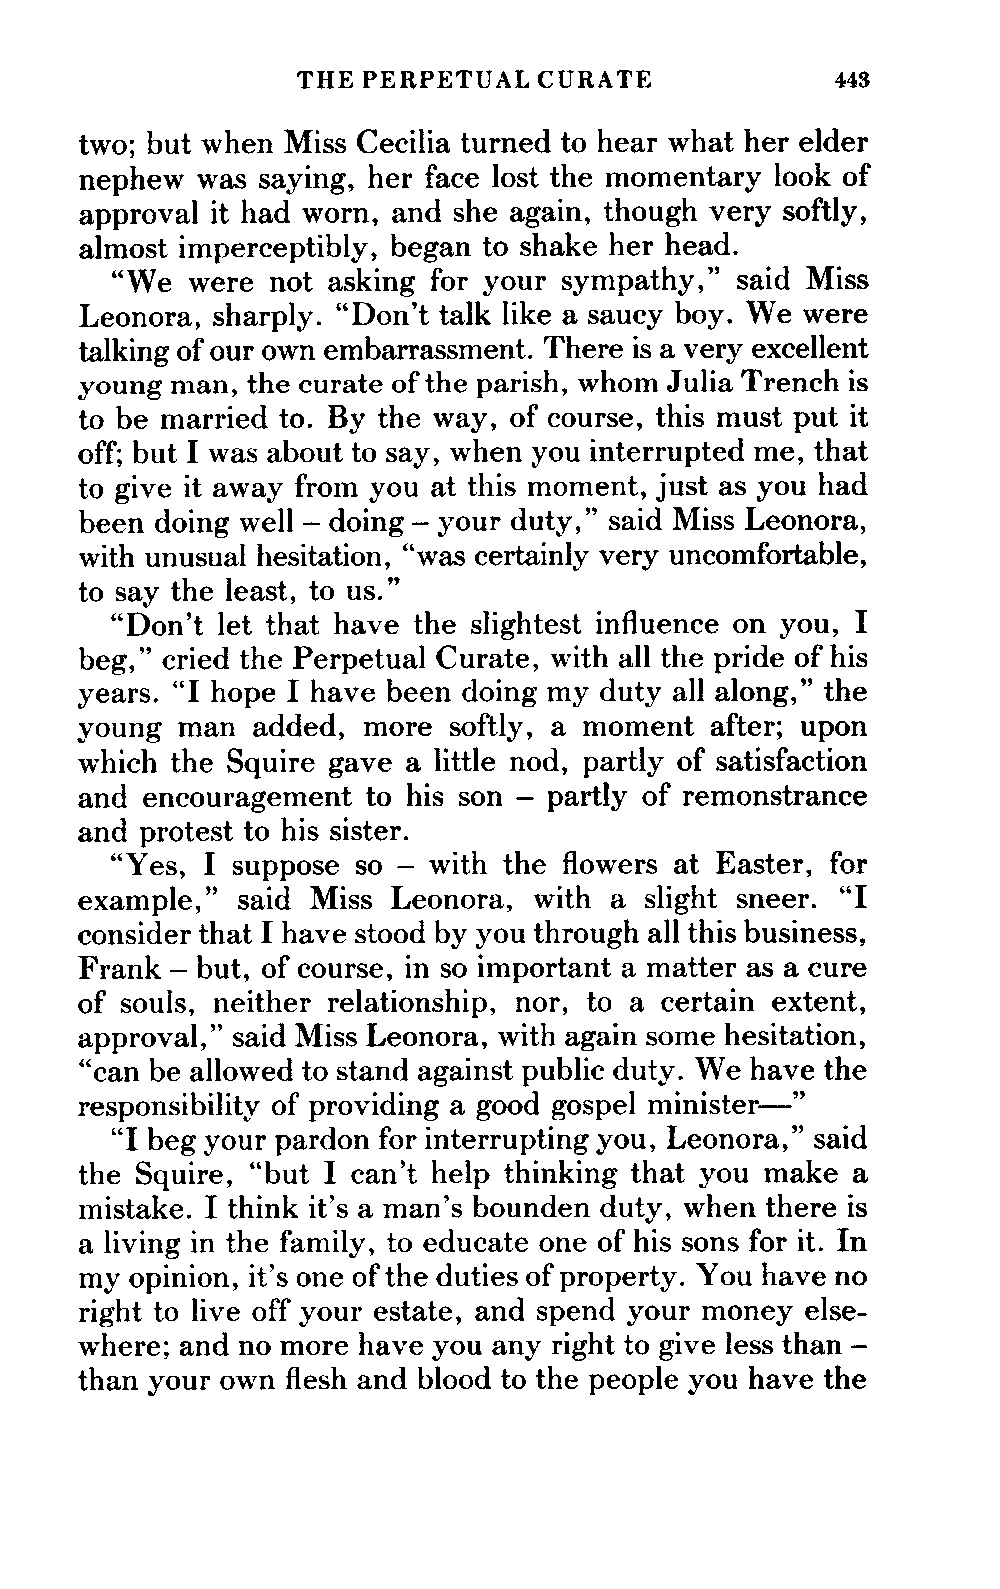 THE PERPETUAL CURATE 443
two; but when Miss Cecilia turned to hear what her elder
nephew was saying, her face lost the momentary look of
approval it had worn, and she again, though very softly,
almost imperceptibly, began to shake her head.
“We were not asking for your sympathy,” said Miss
Leonora, sharply. “Don’t talk like a saucy boy. We were
talking of our own embarrassment. There is a very excellent
young man, the curate of the parish, whom Julia Trench is
to be married to. By the way, of course, this must put it
off; but I was about to say, when you interrupted me, that
to give it away from you at this moment, just as you had
been doing well – doing – your duty,” said Miss Leonora,
with unusual hesitation, “was certainly very uncomfortable,
to say the least, to us.”
“Don’t let that have the slightest influence on you, I
beg,” cried the Perpetual Curate, with all the pride of his
years. “I hope I have been doing my duty all along,” the
young man added, more softly, a moment after; upon
which the Squire gave a little nod, partly of satisfaction
and encouragement to his son – partly of remonstrance
and protest to his sister.
“Yes, I suppose so – with the flowers at Easter, for
example,” said Miss Leonora, with a slight sneer. “I
consider that I have stood by you through all this business,
Frank – but, of course, in so important a matter as a cure
of souls, neither relationship, nor, to a certain extent,
approval,” said Miss Leonora, with again some hesitation,
“can be allowed to stand against public duty. We have the
responsibility of providing a good gospel minister—”
“I beg your pardon for interrupting you, Leonora,” said
the Squire, “but I can’t help thinking that you make a
mistake. I think it’s a man’s bounden duty, when there is
a living in the family, to educate one of his sons for it. In
my opinion, it’s one of the duties of property. You have no
right to live off your estate, and spend your money else-
where; and no more have you any right to give less than –
than your own flesh and blood to the people you have the